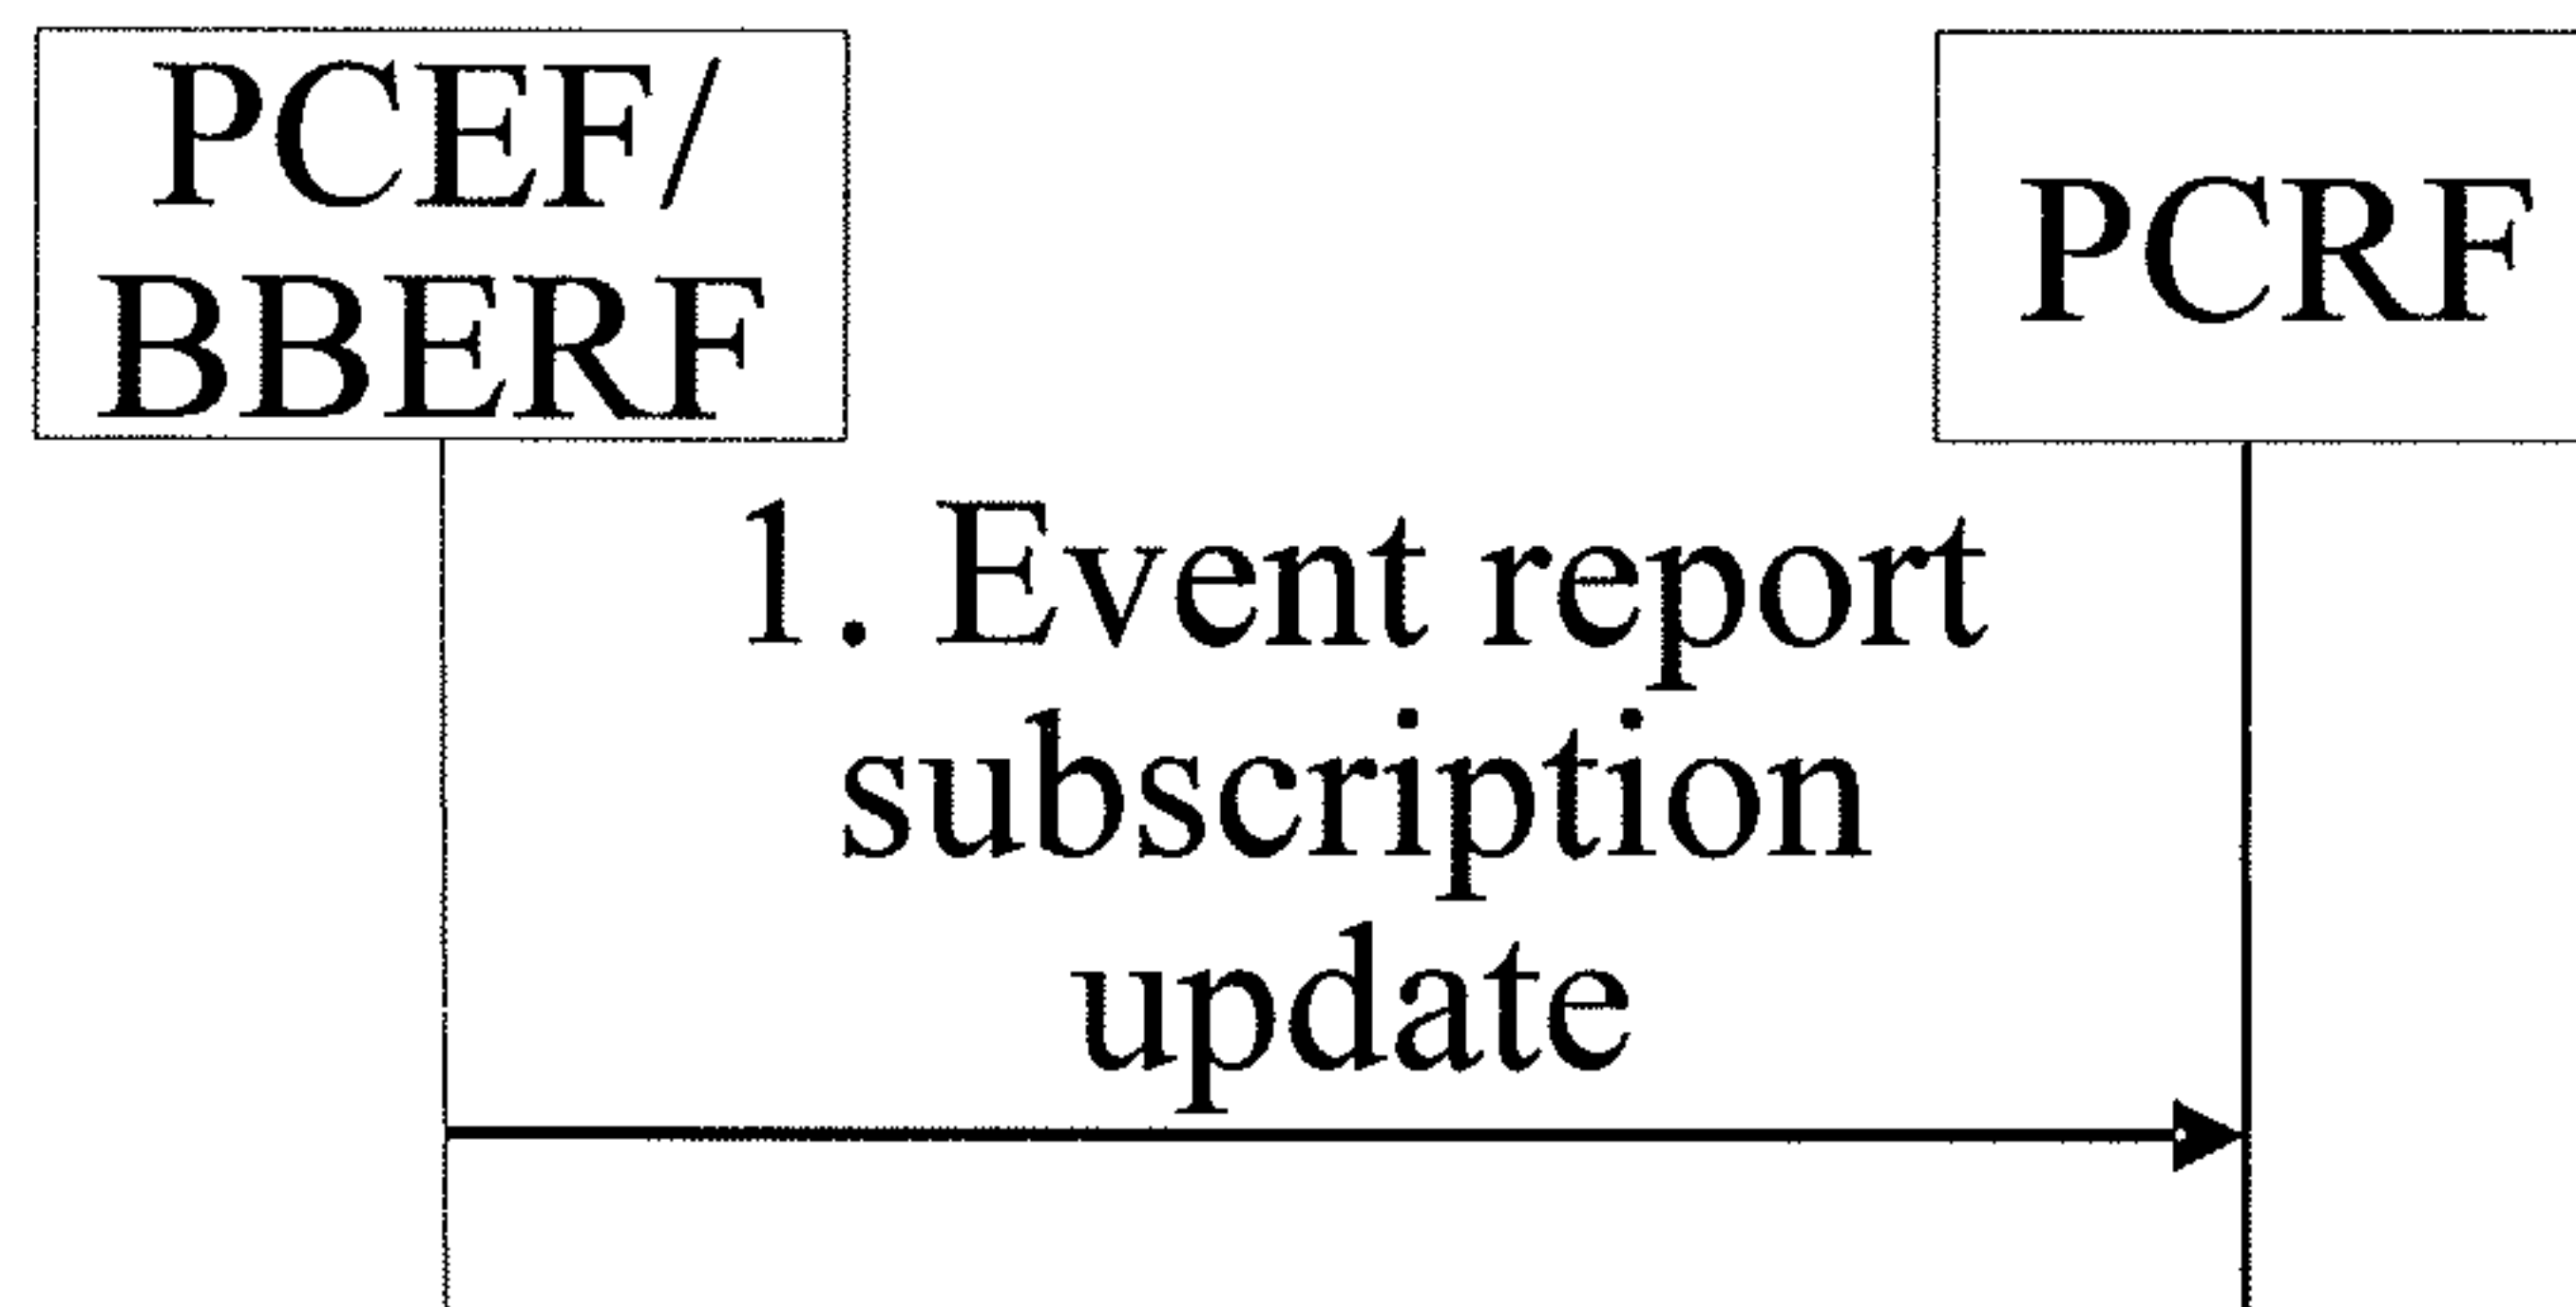 PCEF/
BBERF
PCRF
1. Event report
subscription
update